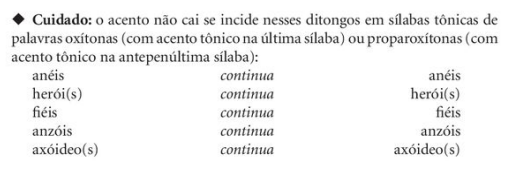 ◆ Cuidado: o acento não cai se incide nesses ditongos em sílabas tônicas de
palavras oxítonas (com acento tônico na última sílaba) ou proparoxítonas (com
acento tônico na antepenúltima sílaba):
anéis continua anéis
herói(s) continua herói(s)
fiéis continua fiéis
anzóis continua anzóis
axóideo(s) continua axóideo(s)